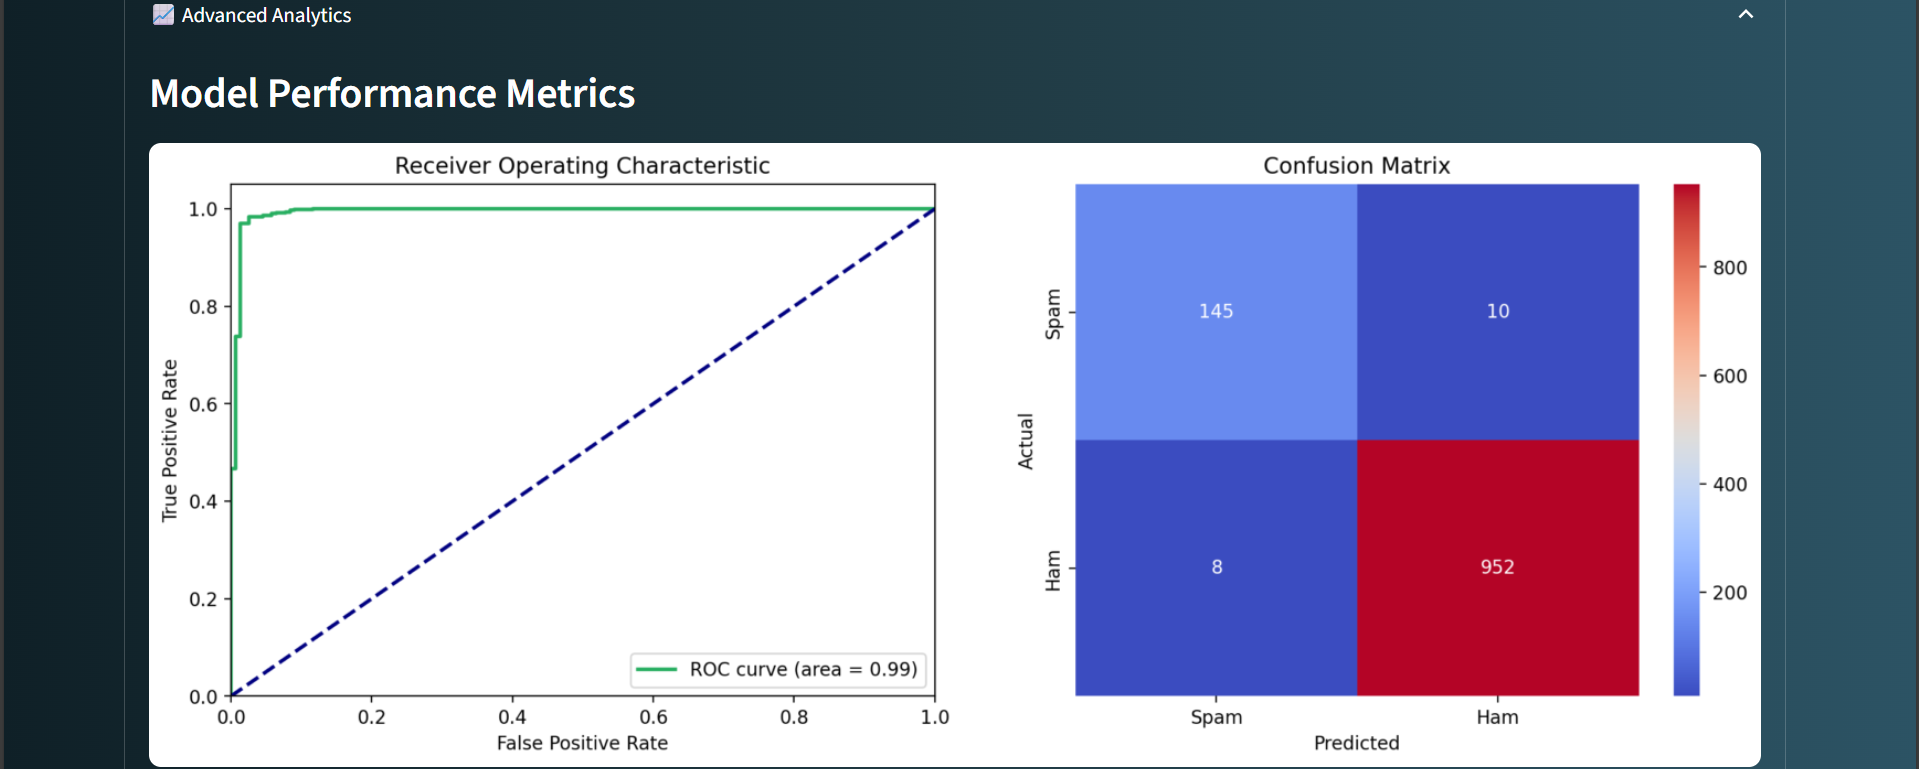 📈 Advanced Analytics
Model Performance Metrics
Receiver Operating Characteristic
1.0
0.8
0.6
0.4
0.2
0.0
True Positive Rate
0.0 0.2 0.4 0.6 0.8 1.0
False Positive Rate
ROC curve (area = 0.99)
Confusion Matrix
Actual
Spam
Ham
145 10
8 952
Spam Ham
Predicted
800
600
400
200